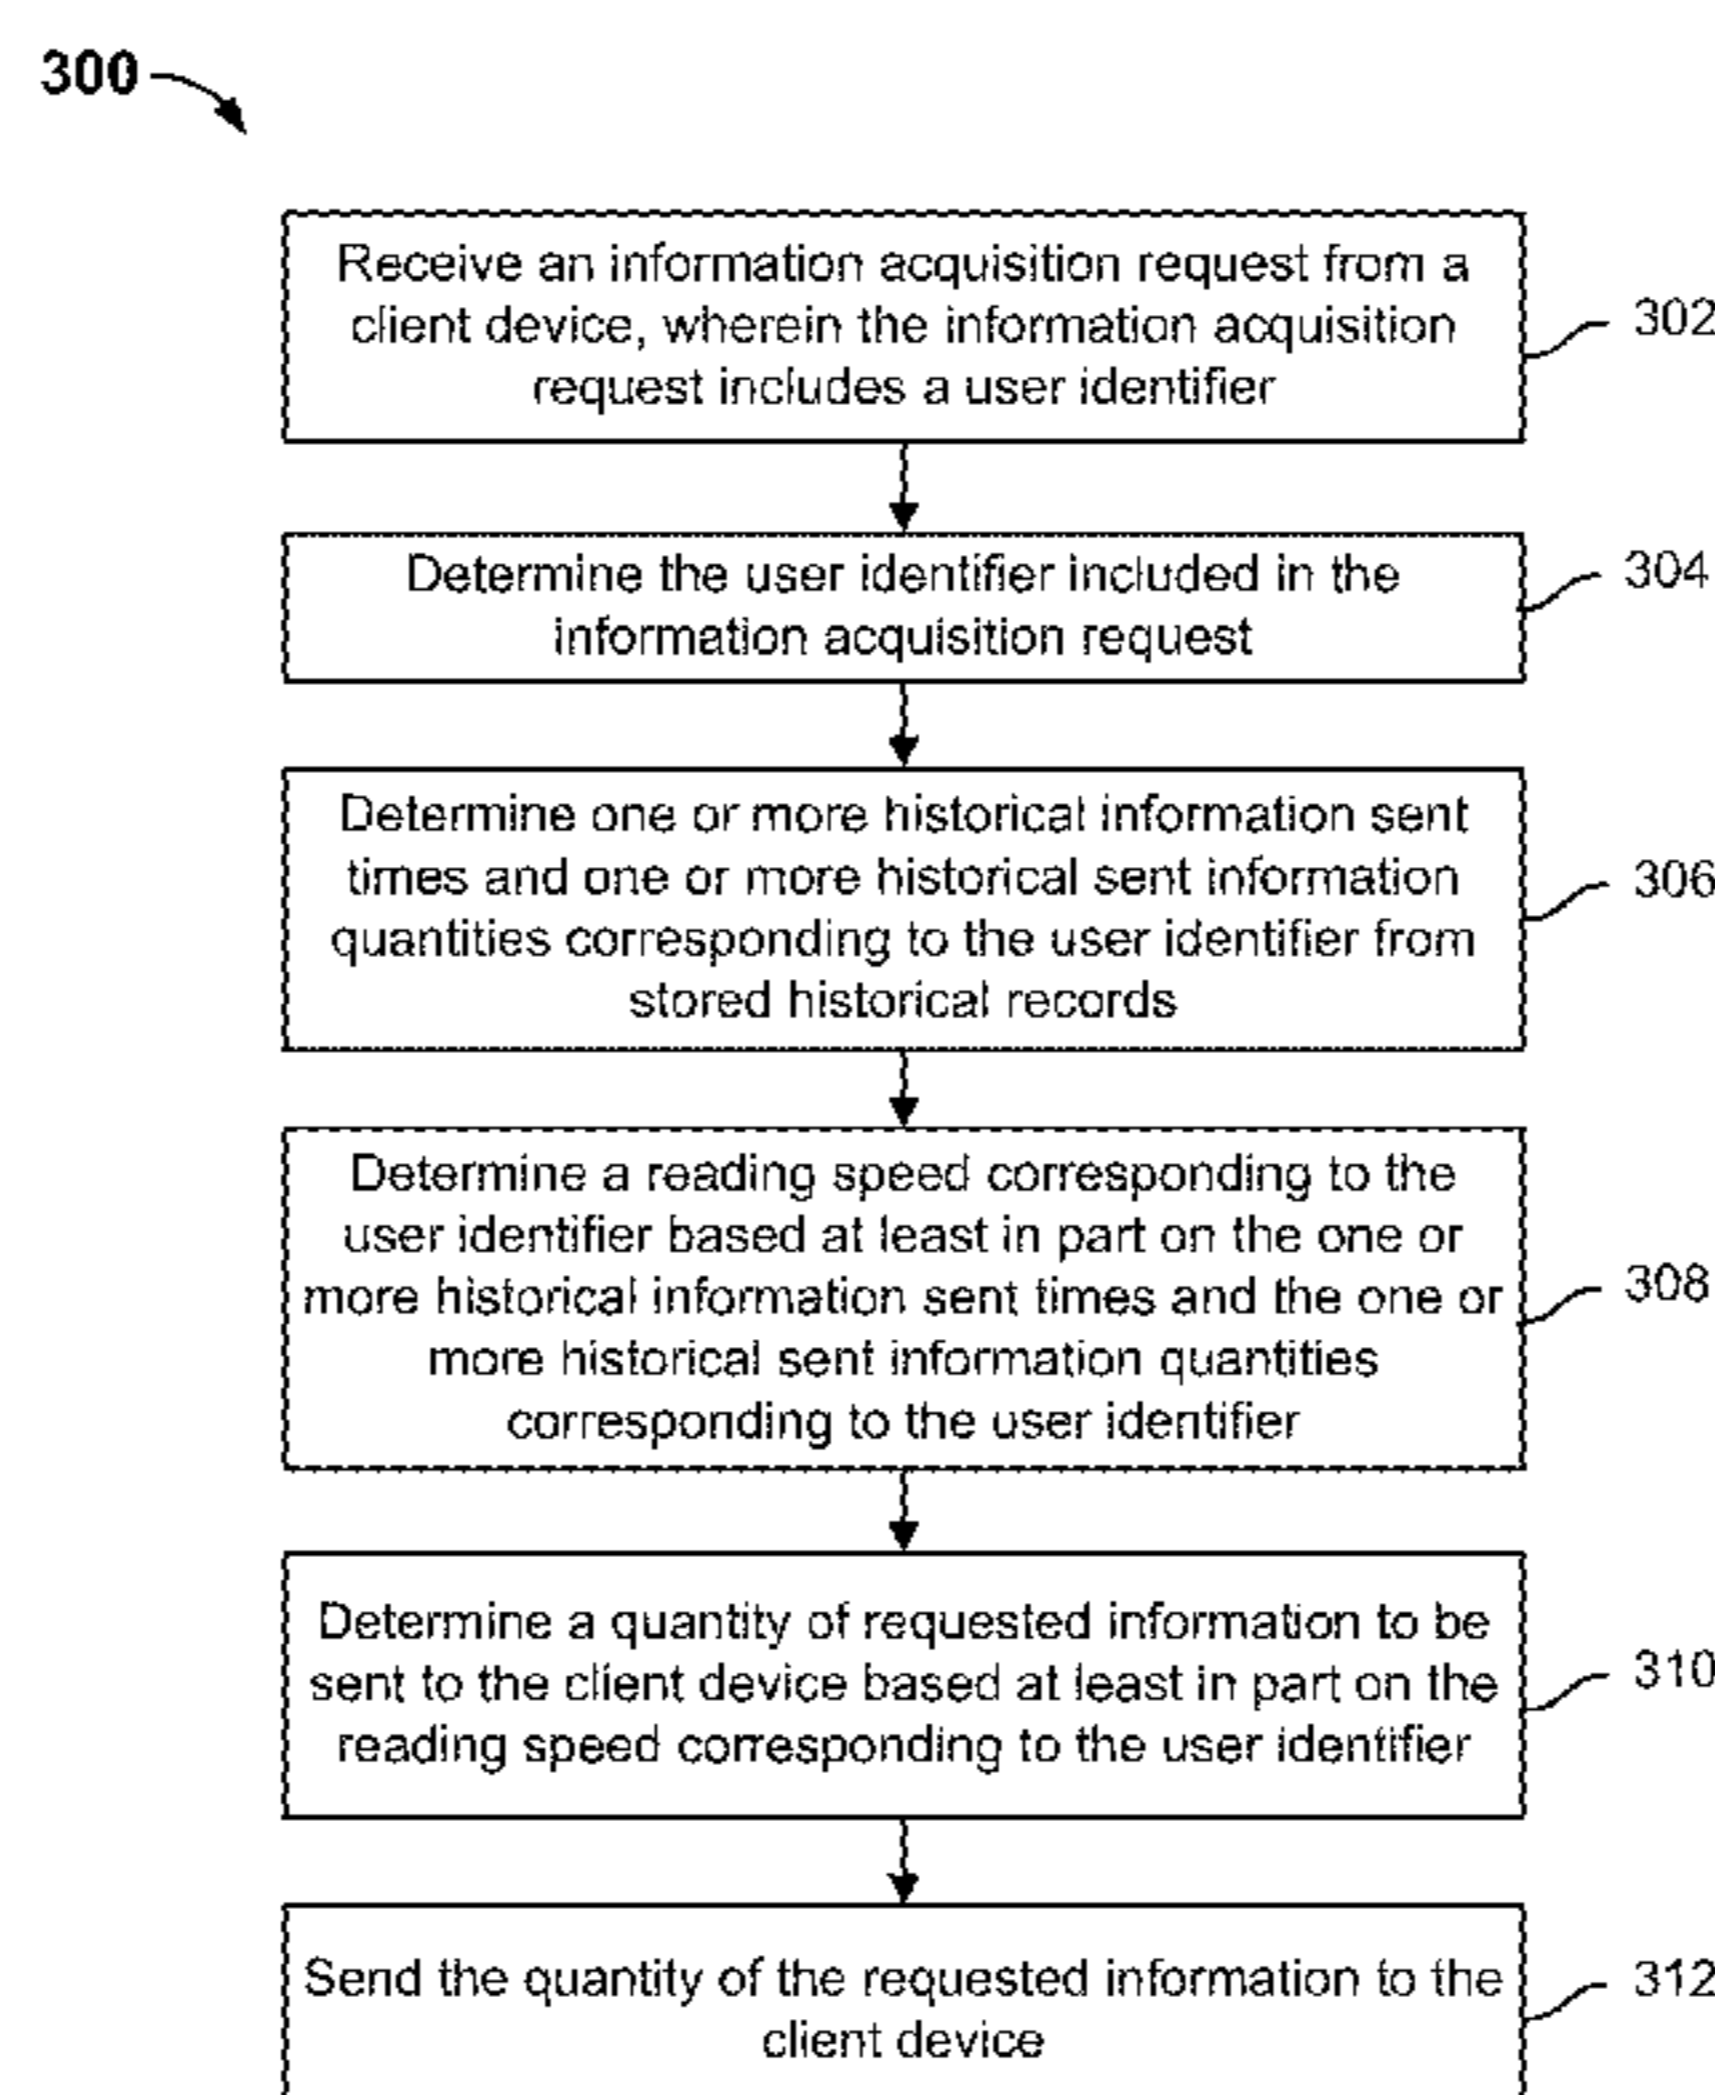 300
Receive an information acquisition request from a
client device, wherein the information acquisition
request includes a user identifier
302
Determine the user identifier included in the
information acquisition request
304
Determine one or more historical information sent
times and one or more historical sent information
quantities corresponding to the user identifier from
stored historical records
306
Determine a reading speed corresponding to the
user identifier based at least in part on the one or
more historical information sent times and the one or
more historical sent information quantities
corresponding to the user identifier
308
Determine a quantity of requested information to be
sent to the client device based at least in part on the
reading speed corresponding to the user identifier
310
Send the quantity of the requested information to the
client device
312